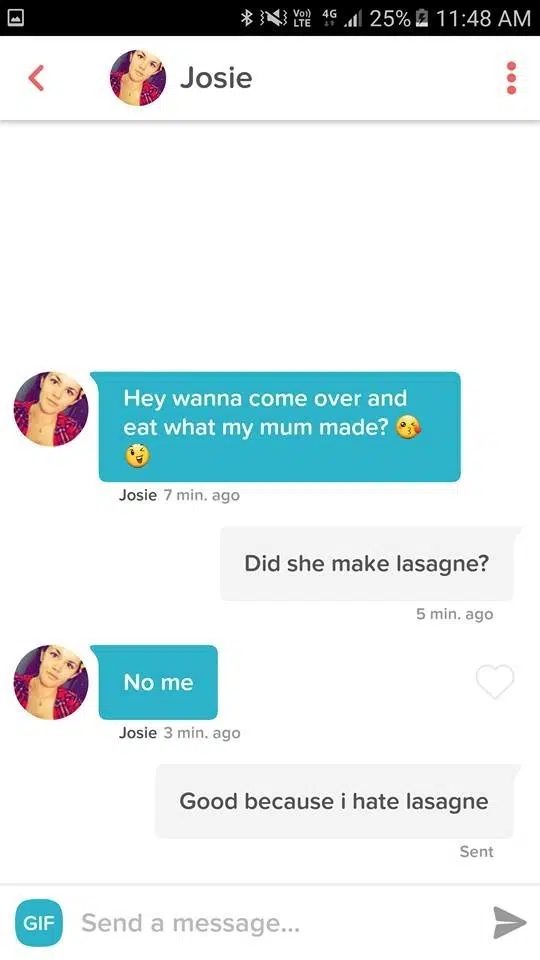 Vo))
LTE
4G
25%
11:48 AM
Josie
Hey wanna come over and
eat what my mum made? 😘
😉
Josie 7 min. ago
Did she make lasagne?
5 min. ago
No me
Josie 3 min. ago
Good because i hate lasagne
Sent
GIF
Send a message...